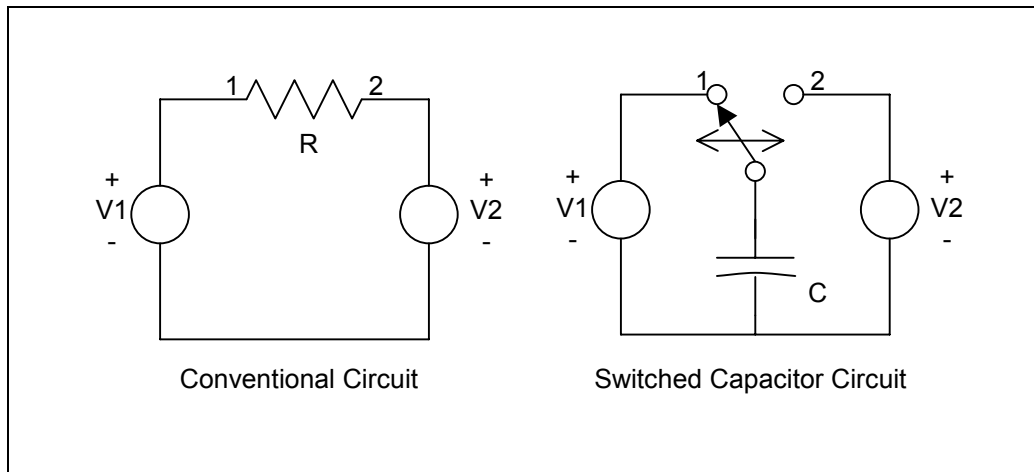 1
2
R
+
V1
-
+
V2
-
Conventional Circuit
1
2
+
V1
-
+
V2
-
C
Switched Capacitor Circuit